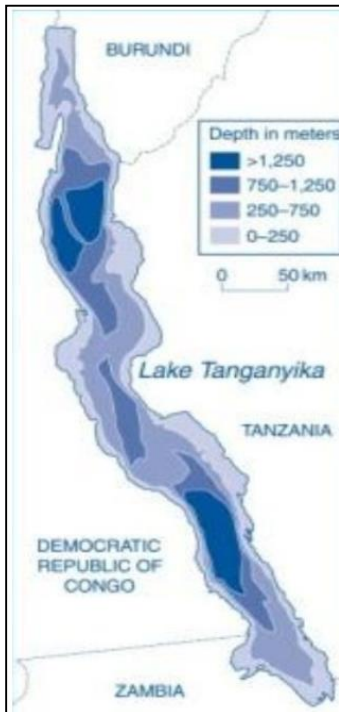 BURUNDI
Depth in meters
>1,250
750–1,250
250–750
0–250
0 50 km
Lake Tanganyika
TANZANIA
DEMOCRATIC
REPUBLIC OF
CONGO
ZAMBIA